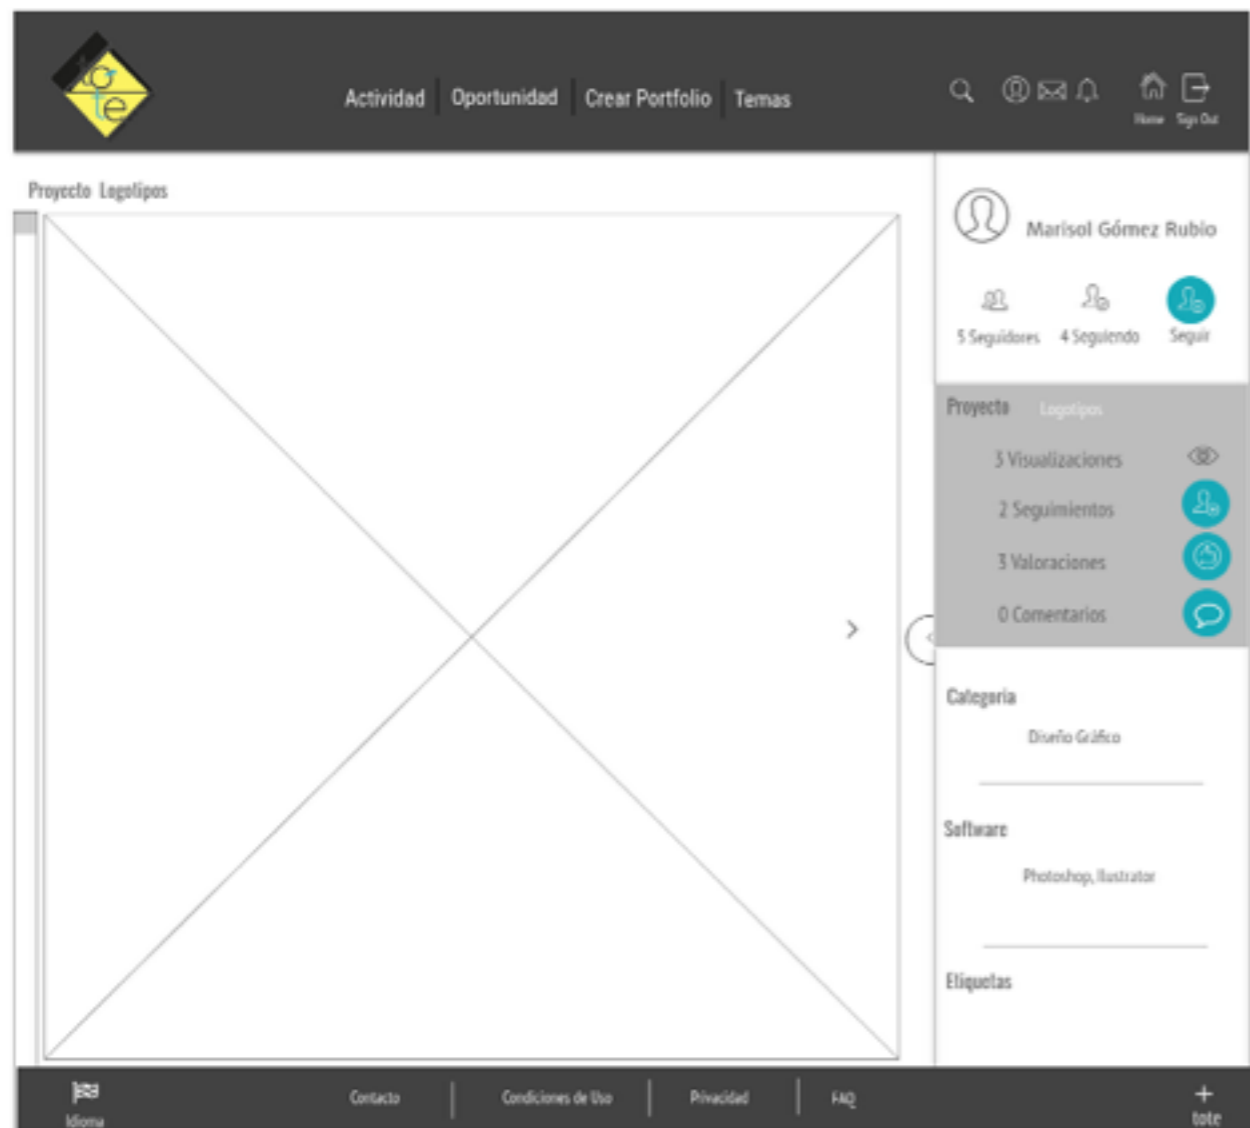 tote
Actividad Oportunidad Crear Portfolio Temas
Home Sign Out
Proyecto Logotipos
Marisol Gómez Rubio
5 Seguidores 4 Seguiendo Seguir
Proyecto Logotipos
3 Visualizaciones
2 Seguimientos
3 Valoraciones
0 Comentarios
Categoria
Diseño Gráfico
Software
Photoshop, Ilustrator
Etiquetas
Idioma Contacto Condiciones de Uso Privacidad FAQ + tote